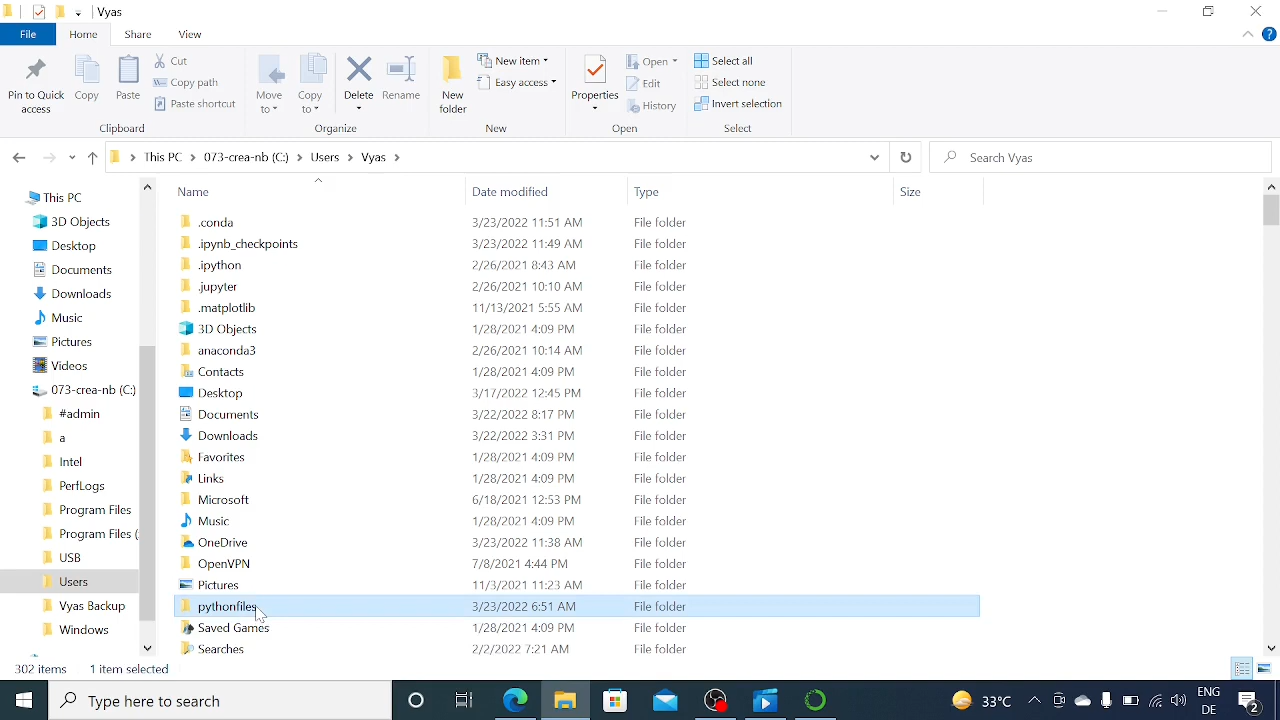 Vyas
File Home Share View
Pin to Quick access
Copy
Paste
Cut
Copy path
Paste shortcut
Clipboard
Move to
Copy to
Delete
Rename
Organize
New folder
New item
Easy access
New
Properties
Open
Edit
History
Open
Select all
Select none
Invert selection
Select
This PC > 073-crea-nb (C:) > Users > Vyas >
Search Vyas
This PC
3D Objects
Desktop
Documents
Downloads
Music
Pictures
Videos
073-crea-nb (C:)
#admin
a
Intel
PerfLogs
Program Files
Program Files (
USB
Users
Vyas Backup
Windows
Name Date modified Type Size
.conda 3/23/2022 11:51 AM File folder
.ipynb_checkpoints 3/23/2022 11:49 AM File folder
.ipython 2/26/2021 8:43 AM File folder
.jupyter 2/26/2021 10:10 AM File folder
.matplotlib 11/13/2021 5:55 AM File folder
3D Objects 1/28/2021 4:09 PM File folder
anaconda3 2/26/2021 10:14 AM File folder
Contacts 1/28/2021 4:09 PM File folder
Desktop 3/17/2022 12:45 PM File folder
Documents 3/22/2022 8:17 PM File folder
Downloads 3/22/2022 3:31 PM File folder
Favorites 1/28/2021 4:09 PM File folder
Links 1/28/2021 4:09 PM File folder
Microsoft 6/18/2021 12:53 PM File folder
Music 1/28/2021 4:09 PM File folder
OneDrive 3/23/2022 11:38 AM File folder
OpenVPN 7/8/2021 4:44 PM File folder
Pictures 11/3/2021 11:23 AM File folder
pythonfiles 3/23/2022 6:51 AM File folder
Saved Games 1/28/2021 4:09 PM File folder
Searches 2/2/2022 7:21 AM File folder
302 items 1 item selected
Type here to search
33°C
ENG
DE
2